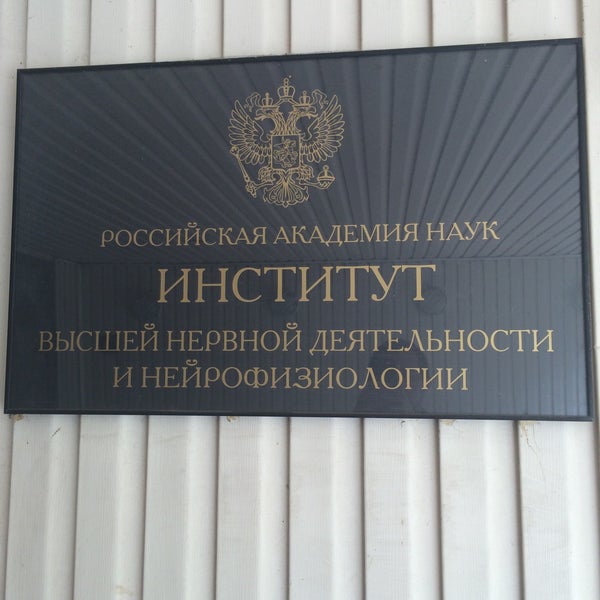 РОССИЙСКАЯ АКАДЕМИЯ НАУК
ИНСТИТУТ
ВЫСШЕЙ НЕРВНОЙ ДЕЯТЕЛЬНОСТИ
И НЕЙРОФИЗИОЛОГИИ